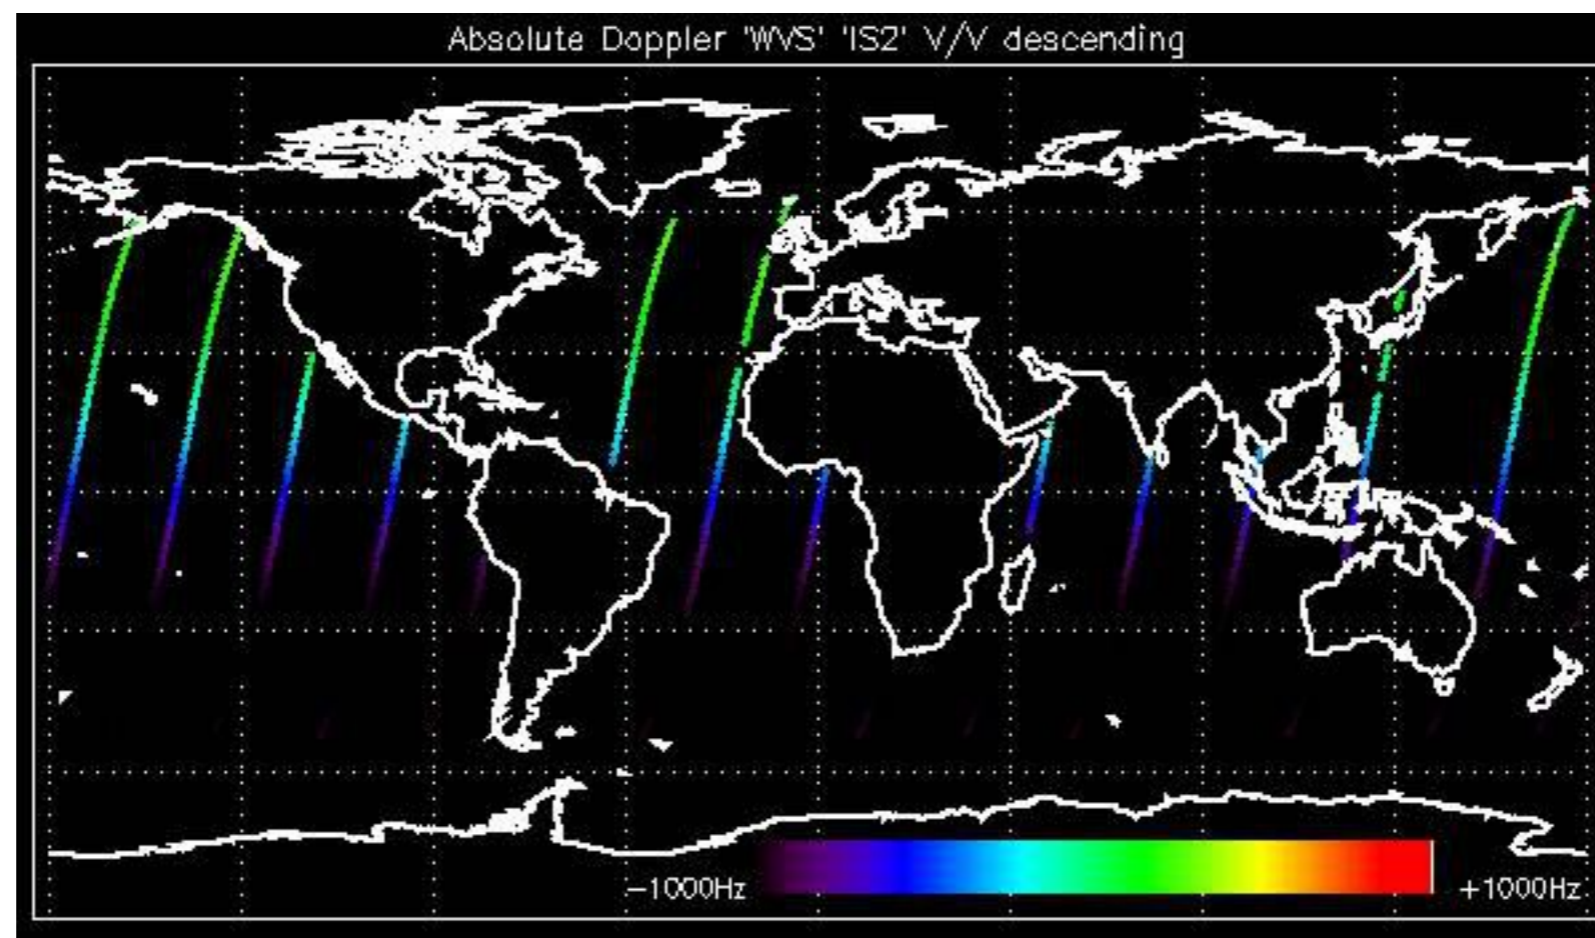 Absolute Doppler 'WVS' 'IS2' V/V descending
−1000Hz
+1000Hz